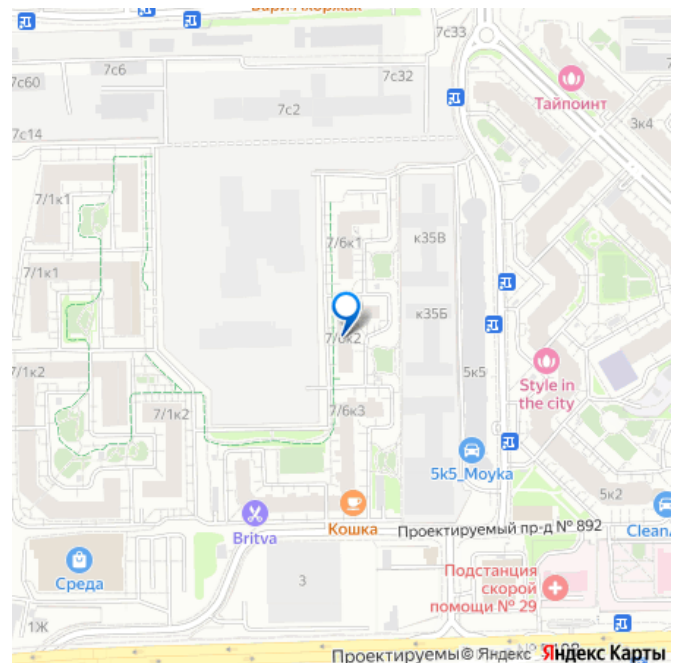 7с33
7с6
7с60
7с32
7с2
Тайпоинт
3к4
7с14
7/1к1
7/6к1
к35В
7/1к1
к35Б
7/6к2
7/1к2
5к5
Style in
the city
7/1к2
7/6к3
5k5_Moyka
5к2
Britva
Кошка
Проектируемый пр-д № 892
Среда
3
Подстанция
скорой
помощи № 29
1Ж
Проектируемы
© Яндекс
Яндекс Карты